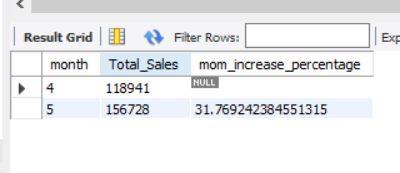 Result Grid Filter Rows: Exp
month Total_Sales mom_increase_percentage
4 118941 NULL
5 156728 31.769242384551315